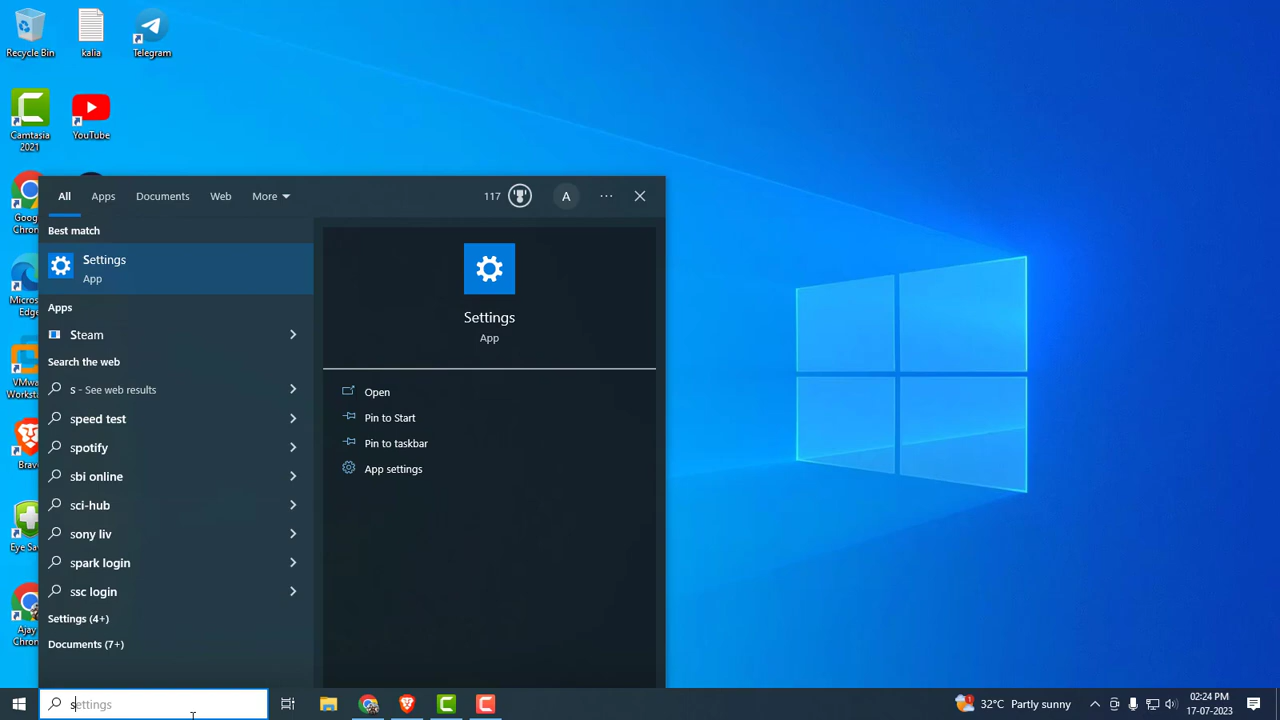 Recycle Bin
kalia
Telegram
Camtasia
2021
YouTube
All
Apps
Documents
Web
More
117
A
Best match
Settings
App
Apps
Steam
Search the web
s - See web results
speed test
spotify
sbi online
sci-hub
sony liv
spark login
ssc login
Settings (4+)
Documents (7+)
Settings
App
Open
Pin to Start
Pin to taskbar
App settings
settings
32°C Partly sunny
02:24 PM
17-07-2023